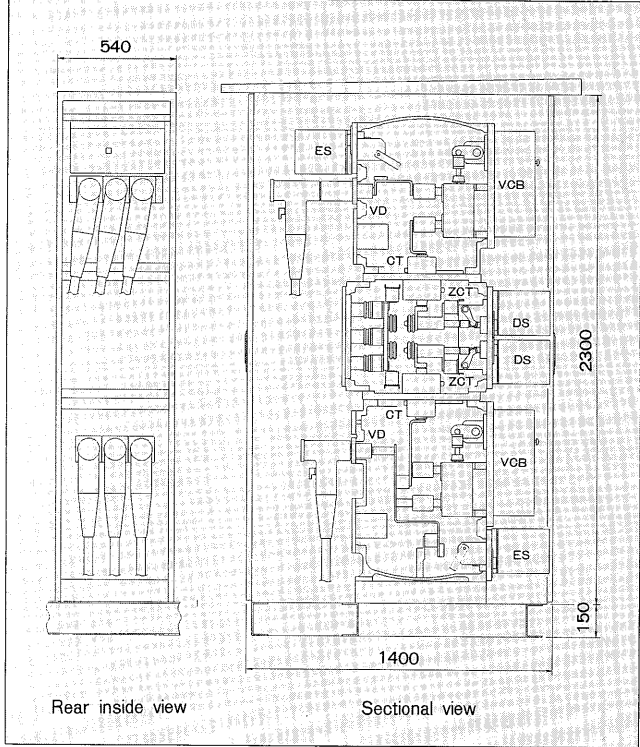 540
ES
VCB
VD
CT
ZCT
DS
DS
2300
ZCT
CT
VD
VCB
ES
150
1400
Rear inside view
Sectional view